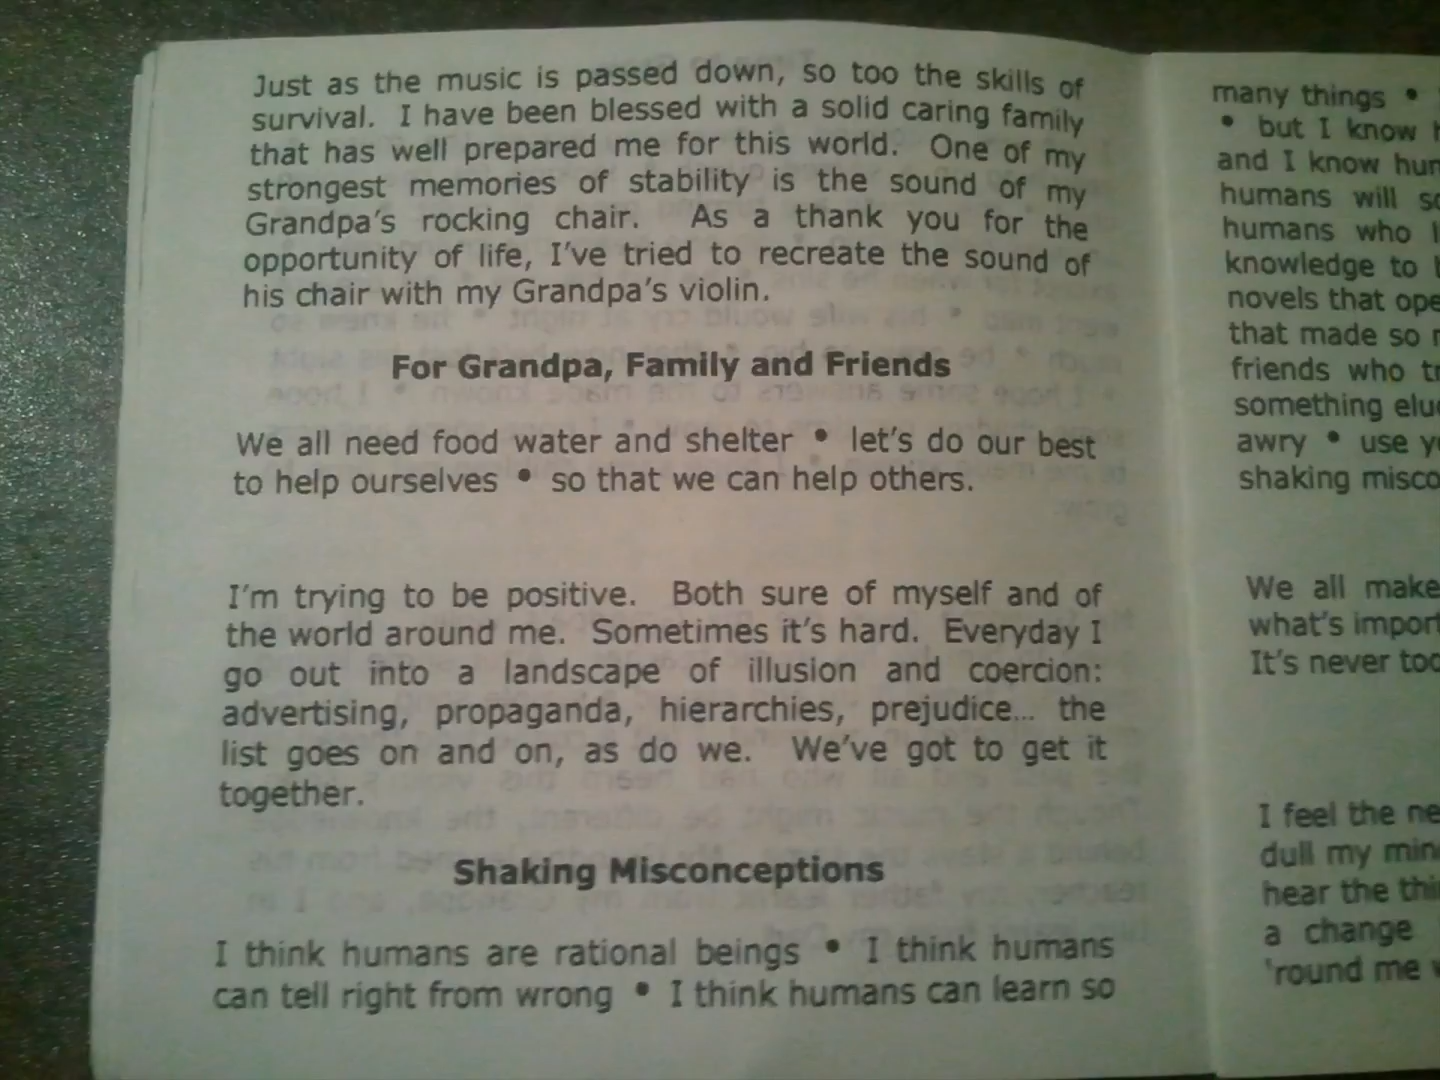 Just as the music is passed down, so too the skills of
survival.  I have been blessed with a solid caring family
that has well prepared me for this world.  One of my
strongest memories of stability is the sound of my
Grandpa's rocking chair.  As a thank you for the
opportunity of life, I've tried to recreate the sound of
his chair with my Grandpa's violin.
For Grandpa, Family and Friends
We all need food water and shelter • let's do our best
to help ourselves • so that we can help others.
I'm trying to be positive.  Both sure of myself and of
the world around me.  Sometimes it's hard.  Everyday I
go out into a landscape of illusion and coercion:
advertising, propaganda, hierarchies, prejudice... the
list goes on and on, as do we.  We've got to get it
together.
Shaking Misconceptions
I think humans are rational beings • I think humans
can tell right from wrong • I think humans can learn so
many things •
• but I know
and I know
humans will
humans who
knowledge to
novels that
that made so
friends who
something
awry • use
shaking
We all make
what's
It's never
I feel the
dull my
hear the
a change
'round me